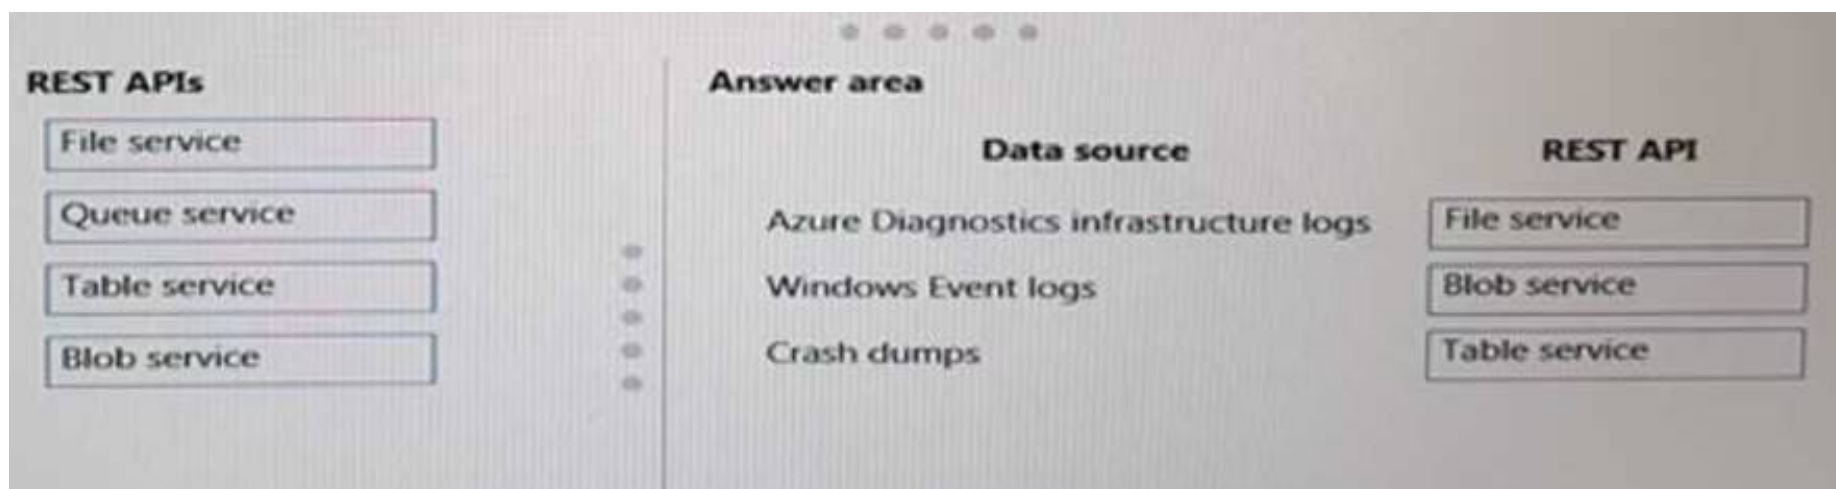 REST APIs
File service
Queue service
Table service
Blob service
Answer area
Data source REST API
Azure Diagnostics infrastructure logs File service
Windows Event logs Blob service
Crash dumps Table service